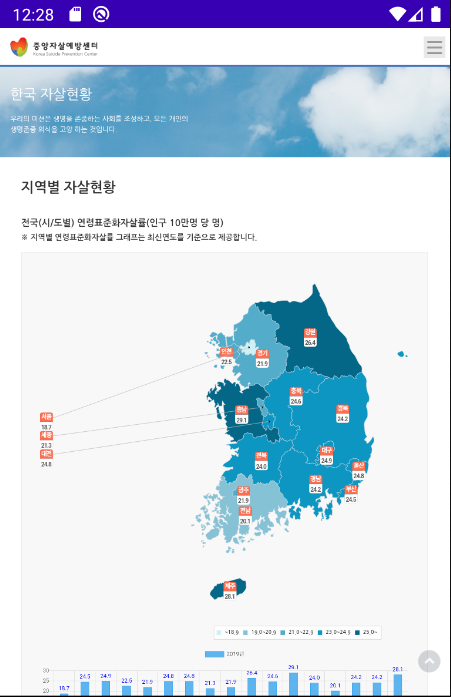 12:28
중앙자살예방센터
Korea Suicide Prevention Center
한국 자살현황
우리의 미션은 생명을 존중하는 사회를 조성하고, 모든 개인의
생명존중 의식을 고양 하는 것입니다.
지역별 자살현황
전국(시/도별) 연령표준화자살률(인구 10만명 당 명)
※ 지역별 연령표준화자살률 그래프는 최신연도를 기준으로 제공합니다.
강원
26.4
인천
22.5
경기
21.9
충북
24.6
서울
18.7
세종
21.3
대전
24.8
충남
29.1
경북
24.2
대구
24.9
전북
24.0
울산
24.8
경남
24.2
부산
24.5
광주
21.9
전남
20.1
제주
28.1
~18.9
19.0~20.9
21.0~22.9
23.0~24.9
25.0~
2019년
30
25
20
18.7
24.5
24.9
22.5
21.9
24.8
24.8
21.3
21.9
26.4
24.6
29.1
24.0
20.1
24.2
24.2
28.1